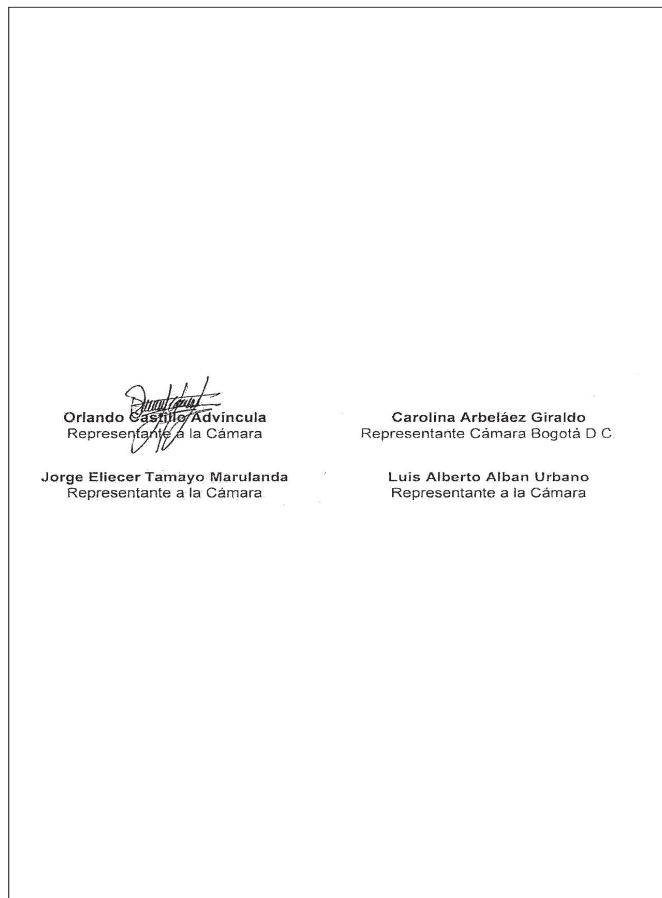 Orlando Castillo Advíncula
Representante a la Cámara
Carolina Arbeláez Giraldo
Representante Cámara Bogotá D C.
Jorge Eliecer Tamayo Marulanda
Representante a la Cámara
Luis Alberto Alban Urbano
Representante a la Cámara